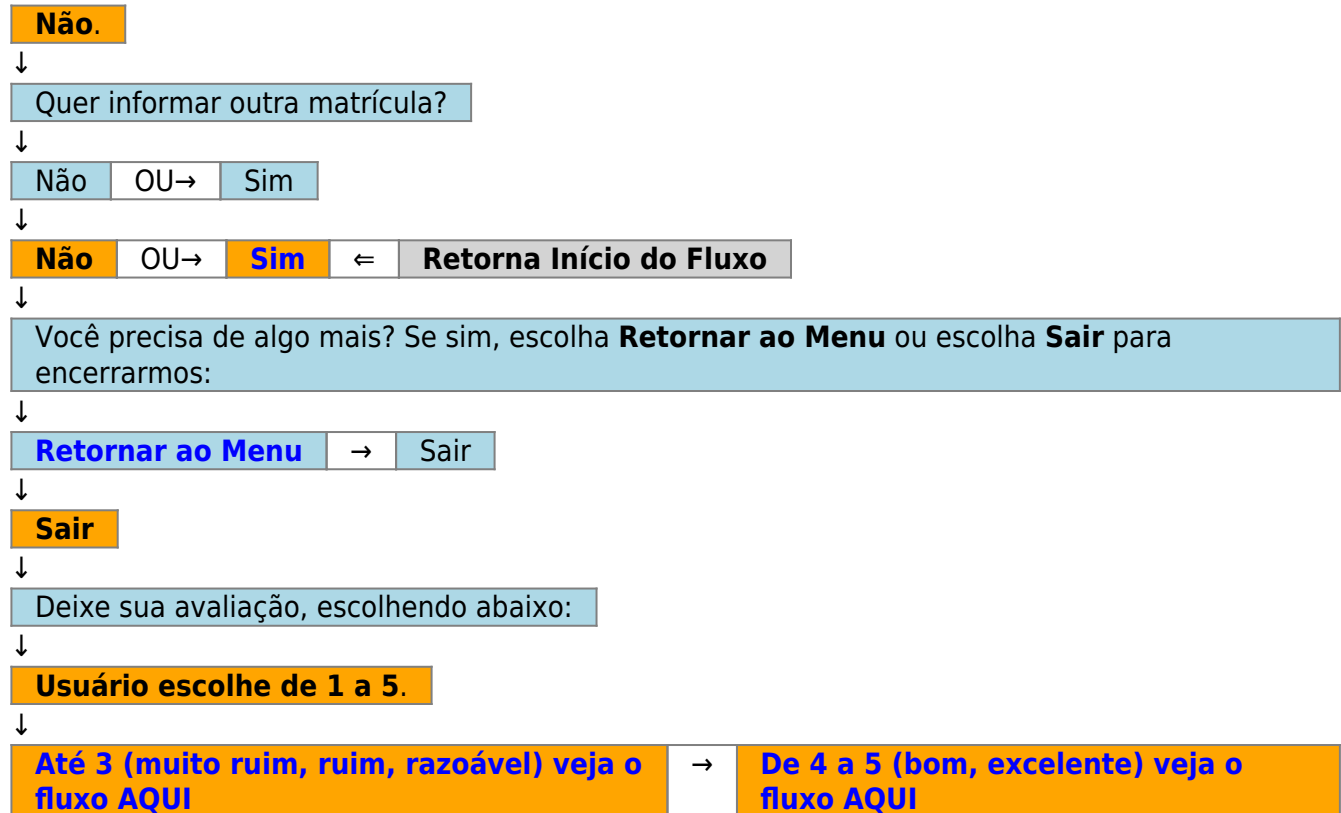 Não.
↓
Quer informar outra matrícula?
↓
Não OU→ Sim
↓
Não OU→ Sim ⇐ Retorna Início do Fluxo
↓
Você precisa de algo mais? Se sim, escolha Retornar ao Menu ou escolha Sair para
encerrarmos:
↓
Retornar ao Menu → Sair
↓
Sair
↓
Deixe sua avaliação, escolhendo abaixo:
↓
Usuário escolhe de 1 a 5.
↓
Até 3 (muito ruim, ruim, razoável) veja o
fluxo AQUI
→
De 4 a 5 (bom, excelente) veja o
fluxo AQUI